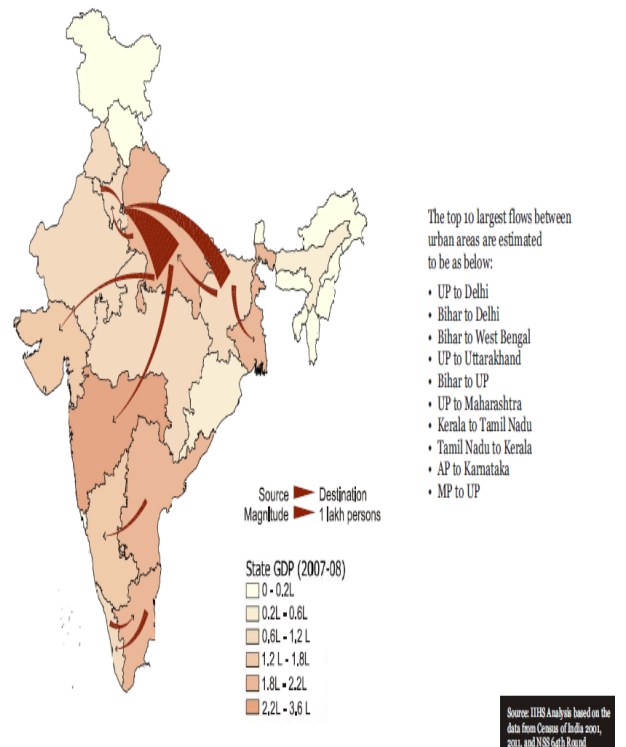 The top 10 largest flows between
urban areas are estimated
to be as below:
• UP to Delhi
• Bihar to Delhi
• Bihar to West Bengal
• UP to Uttarakhand
• Bihar to UP
• UP to Maharashtra
• Kerala to Tamil Nadu
• Tamil Nadu to Kerala
• AP to Karnataka
• MP to UP
Source Destination
Magnitude 1 lakh persons
State GDP (2007-08)
0 - 0.2L
0.2L - 0.6L
0.6L - 1.2 L
1.2 L - 1.8L
1.8L - 2.2L
2.2L - 3.6 L
Source: IIHS Analysis based on the
data from Census of India 2001,
2011, and NSS 64th Round